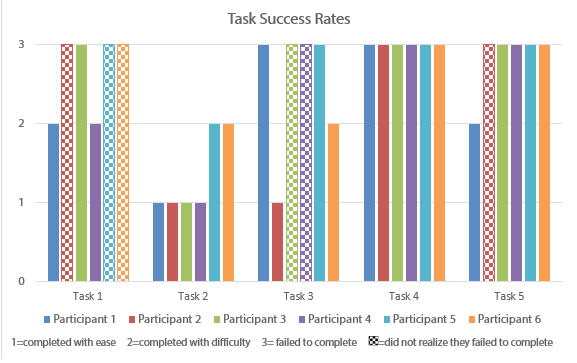 Task Success Rates
3
2
1
0
Task 1 Task 2 Task 3 Task 4 Task 5
Participant 1 Participant 2 Participant 3 Participant 4 Participant 5 Participant 6
1=completed with ease 2=completed with difficulty 3= failed to complete =did not realize they failed to complete